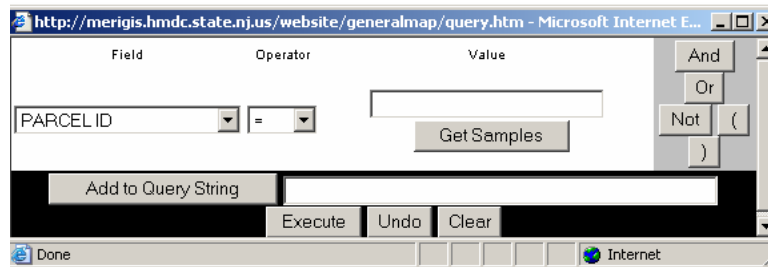 http://merigis.hmdc.state.nj.us/website/generalmap/query.htm - Microsoft Internet E...
Field Operator Value
And
Or
PARCEL ID = Not (
Get Samples
)
Add to Query String
Execute Undo Clear
Done Internet